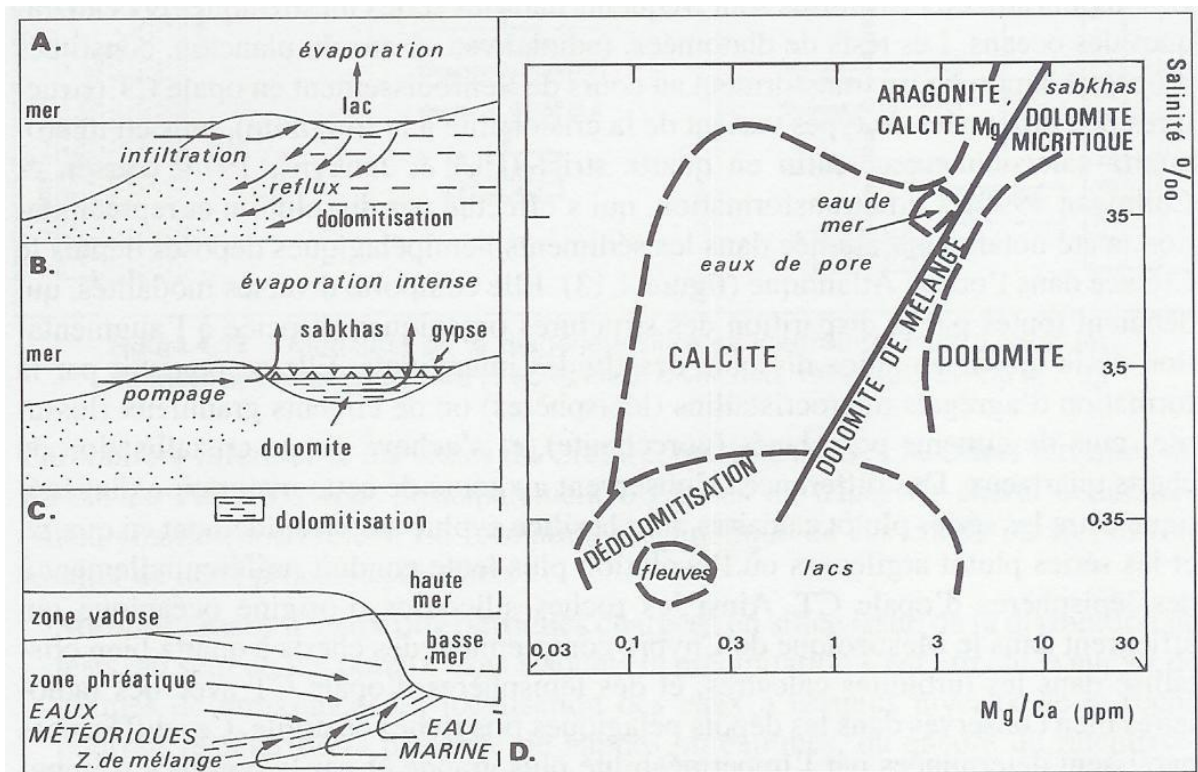 A.
évaporation
mer
lac
infiltration
reflux
dolomitisation
B.
évaporation intense
sabkhas
gypse
mer
pompage
dolomite
C.
dolomitisation
haute
mer
zone vadose
basse
mer
zone phréatique
EAUX
MÉTÉORIQUES
EAU
MARINE
Z. de mélange
D.
ARAGONITE,
CALCITE Mg
sabkhas
DOLOMITE
MICRITIQUE
Salinité %oo
eau de
mer
35
eaux de pore
CALCITE
DOLOMITE DE MÉLANGE
DOLOMITE
3,5
DÉDOLOMITISATION
0,35
fleuves
lacs
0,03 0,1 0,3 1 3 10 30
Mg/Ca (ppm)